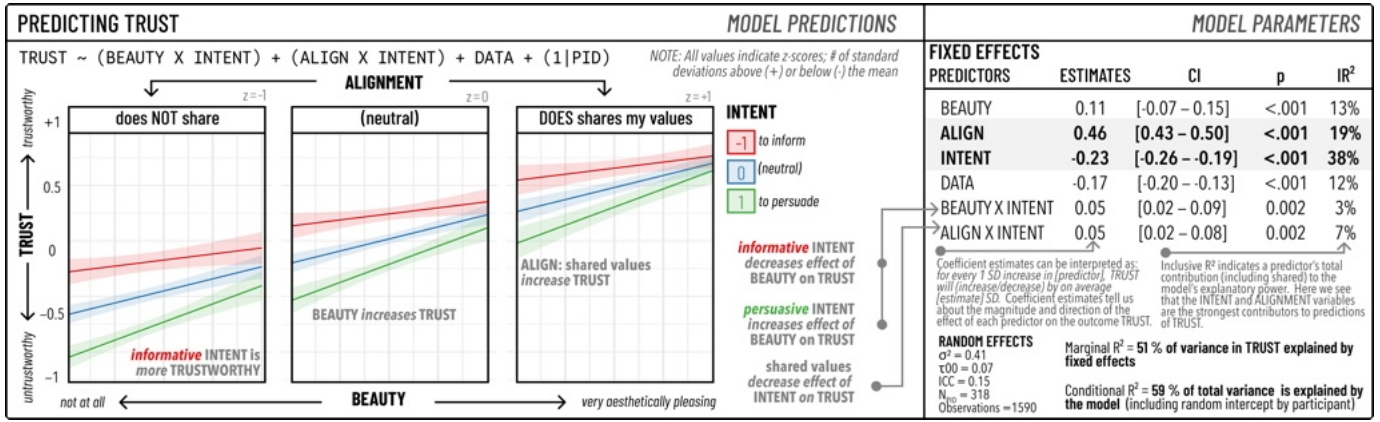 PREDICTING TRUST
MODEL PREDICTIONS
TRUST ~ (BEAUTY X INTENT) + (ALIGN X INTENT) + DATA + (1|PID)
NOTE: All values indicate z-scores; # of standard
deviations above (+) or below (-) the mean
ALIGNMENT
z=-1
z=0
z=+1
does NOT share
(neutral)
DOES shares my values
trustworthy
TRUST
untrustworthy
+1
0.5
0
-0.5
-1
informative INTENT is
more TRUSTWORTHY
BEAUTY increases TRUST
ALIGN: shared values
increase TRUST
not at all
BEAUTY
very aesthetically pleasing
INTENT
-1 to inform
0 (neutral)
1 to persuade
informative INTENT
decreases effect of
BEAUTY on TRUST
persuasive INTENT
increases effect of
BEAUTY on TRUST
shared values
decrease effect of
INTENT on TRUST
MODEL PARAMETERS
FIXED EFFECTS
PREDICTORS ESTIMATES CI p IR²
BEAUTY 0.11 [-0.07 – 0.15] <.001 13%
ALIGN 0.46 [0.43 – 0.50] <.001 19%
INTENT -0.23 [-0.26 – -0.19] <.001 38%
DATA -0.17 [-0.20 – -0.13] <.001 12%
BEAUTY X INTENT 0.05 [0.02 – 0.09] 0.002 3%
ALIGN X INTENT 0.05 [0.02 – 0.08] 0.002 7%
Coefficient estimates can be interpreted as:
for every 1 SD increase in [predictor], TRUST
will (increase/decrease) by on average
[estimate] SD. Coefficient estimates tell us
about the magnitude and direction of the
effect of each predictor on the outcome TRUST.
Inclusive R² indicates a predictor's total
contribution (including shared) to the
model's explanatory power. Here we see
that the INTENT and ALIGNMENT variables
are the strongest contributors to predictions
of TRUST.
RANDOM EFFECTS
σ² = 0.41
τ00 = 0.07
ICC = 0.15
N PID = 318
Observations =1590
Marginal R² = 51 % of variance in TRUST explained by
fixed effects
Conditional R² = 59 % of total variance is explained by
the model (including random intercept by participant)